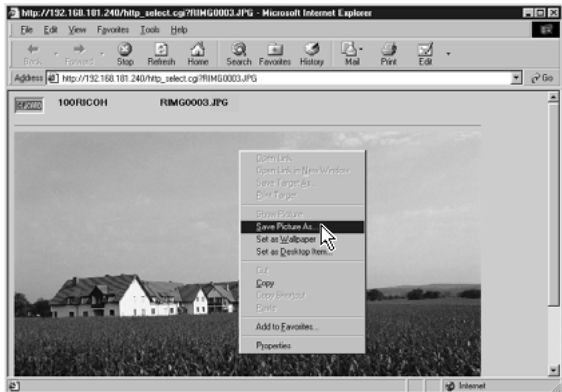 http://192.168.181.240/http_select.cgi?RIMG0003.JPG - Microsoft Internet Explorer
File Edit View Favorites Tools Help
Back Forward Stop Refresh Home Search Favorites History Mail Print Edit
Address http://192.168.181.240/http_select.cgi?RIMG0003.JPG Go
100RICOH RIMG0003.JPG
Open Link
Open Link in New Window
Save Target As...
Print Target
Show Picture
Save Picture As...
Set as Wallpaper
Set as Desktop Item...
Cut
Copy
Copy Shortcut
Paste
Add to Favorites...
Properties
Internet